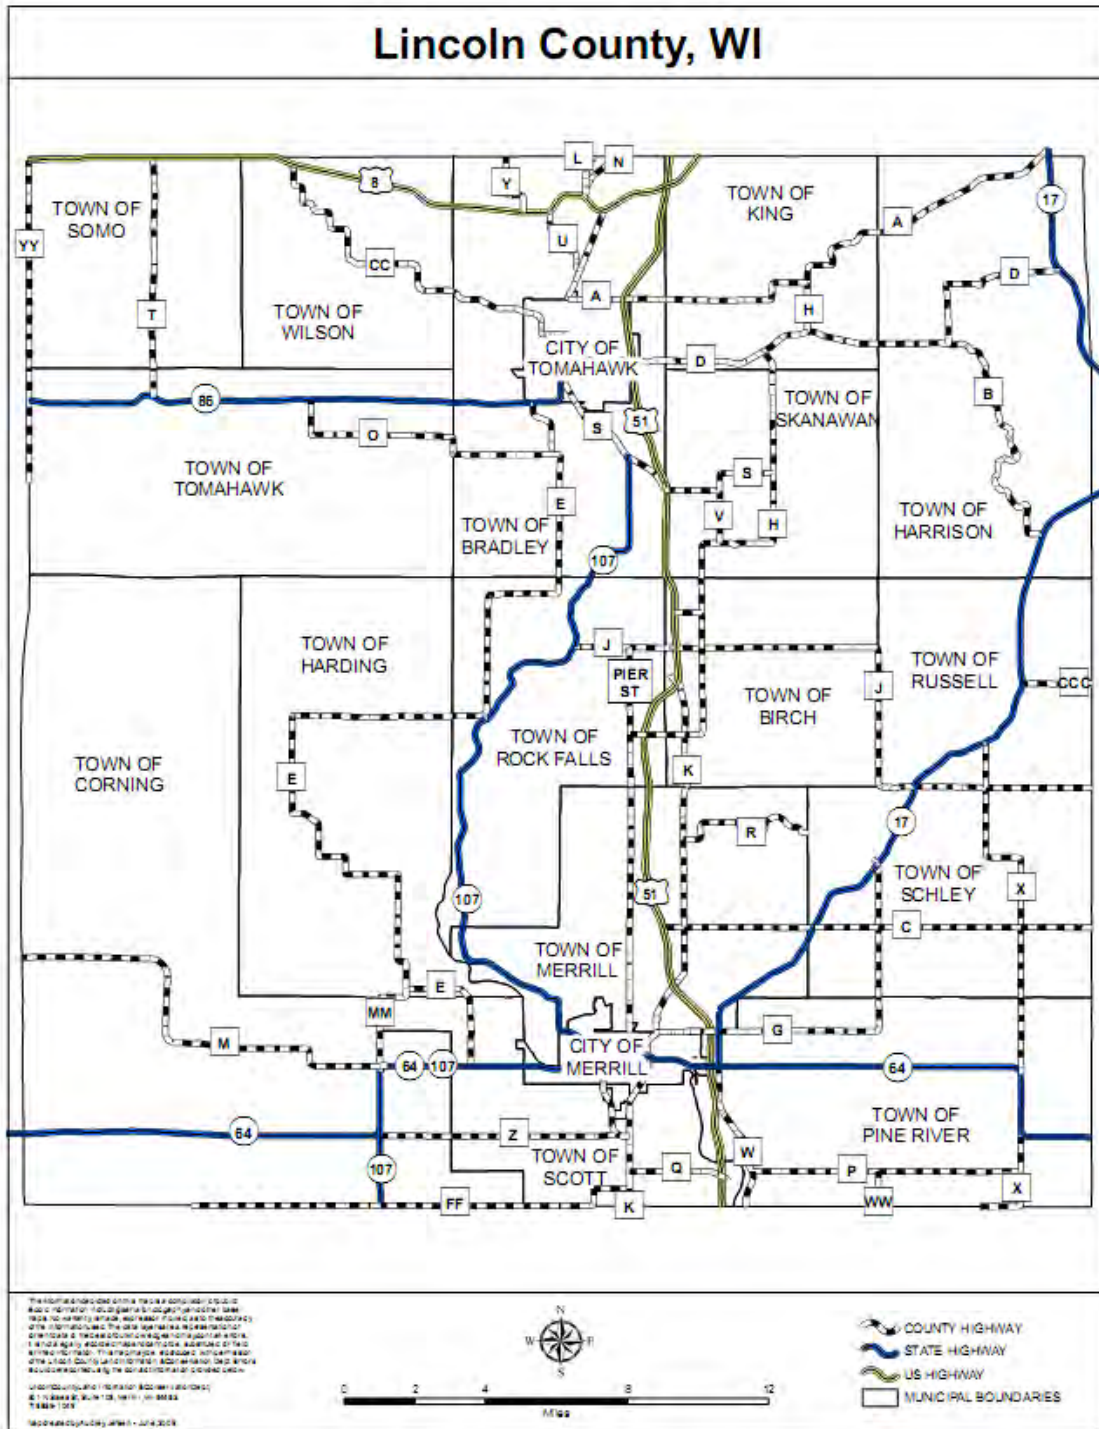 Lincoln County, WI
L
N
Y
8
17
TOWN OF
KING
TOWN OF
SOMO
A
YY
U
CC
D
T
A
H
TOWN OF
WILSON
CITY OF
TOMAHAWK
D
86
B
TOWN OF
SKANAWAN
51
O
S
TOWN OF
TOMAHAWK
S
E
V
H
TOWN OF
HARRISON
TOWN OF
BRADLEY
107
TOWN OF
HARDING
J
TOWN OF
RUSSELL
PIER
ST
J
CCC
TOWN OF
BIRCH
TOWN OF
ROCK FALLS
TOWN OF
CORNING
E
K
17
R
TOWN OF
SCHLEY
X
51
107
C
TOWN OF
MERRILL
E
MM
G
M
CITY OF
MERRILL
64
107
64
TOWN OF
PINE RIVER
64
Z
TOWN OF
SCOTT
W
Q
P
107
X
FF
K
WW
N
W
E
S
0
2
4
8
12
Miles
COUNTY HIGHWAY
STATE HIGHWAY
US HIGHWAY
MUNICIPAL BOUNDARIES